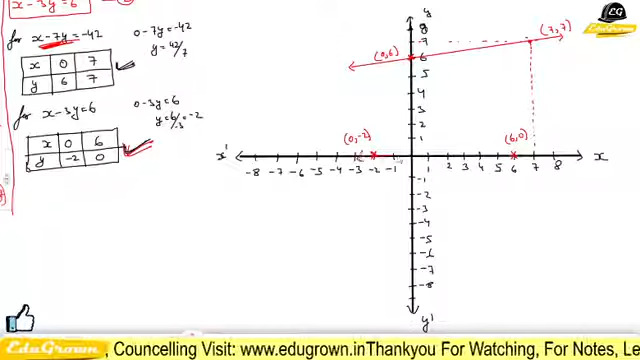 x-3y=6
for x-7y=-42
0-7y=-42
y=42/7
x 0 7
y 6 7
for x-3y=6
0-3y=6
y=6/-3=-2
x 0 6
y -2 0
y
8
7
6
5
4
3
2
1
(0,6)
(7,7)
(0,-2)
(6,0)
x'
x
-8 -7 -6 -5 -4 -3 -2 -1 1 2 3 4 5 6 7 8
-1
-2
-3
-4
-5
-6
-7
-8
y'
EG
EduGrown
EduGrown
, Councelling Visit: www.edugrown.inThankyou For Watching, For Notes, Le